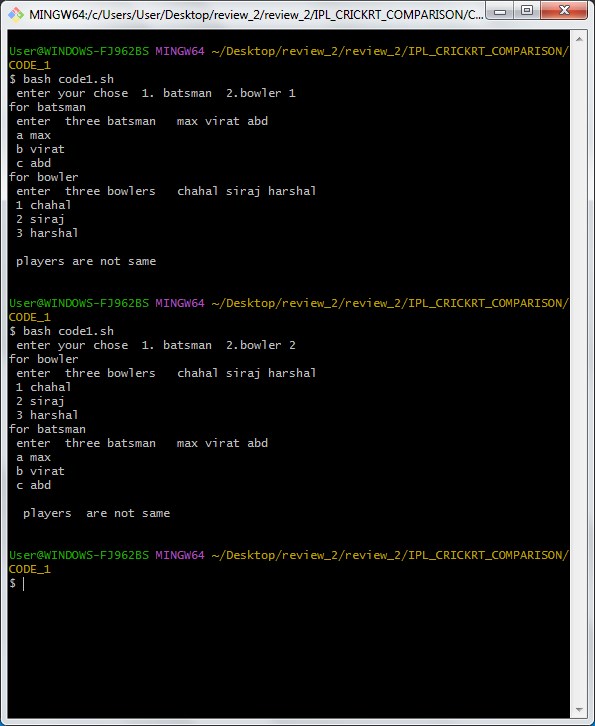 MINGW64:/c/Users/User/Desktop/review_2/review_2/IPL_CRICKRT_COMPARISON/C...
User@WINDOWS-FJ962BS MINGW64 ~/Desktop/review_2/review_2/IPL_CRICKRT_COMPARISON/
CODE_1
$ bash code1.sh
 enter your chose  1. batsman  2.bowler 1
for batsman
 enter  three batsman   max virat abd
 a max
 b virat
 c abd
for bowler
 enter  three bowlers   chahal siraj harshal
 1 chahal
 2 siraj
 3 harshal
 players are not same
User@WINDOWS-FJ962BS MINGW64 ~/Desktop/review_2/review_2/IPL_CRICKRT_COMPARISON/
CODE_1
$ bash code1.sh
 enter your chose  1. batsman  2.bowler 2
for bowler
 enter  three bowlers   chahal siraj harshal
 1 chahal
 2 siraj
 3 harshal
for batsman
 enter  three batsman   max virat abd
 a max
 b virat
 c abd
  players  are not same
User@WINDOWS-FJ962BS MINGW64 ~/Desktop/review_2/review_2/IPL_CRICKRT_COMPARISON/
CODE_1
$